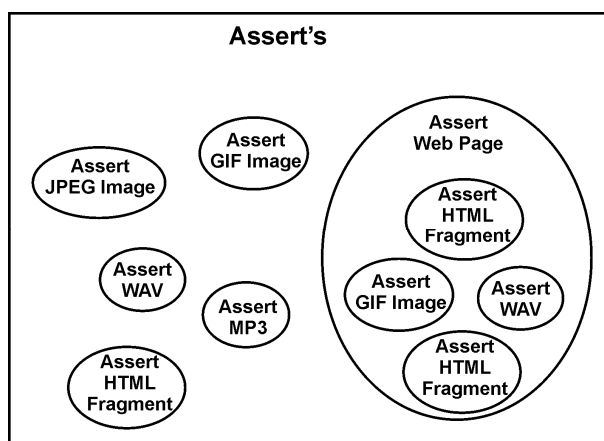 Assert's
Assert
JPEG Image
Assert
GIF Image
Assert
WAV
Assert
MP3
Assert
HTML
Fragment
Assert
Web Page
Assert
HTML
Fragment
Assert
GIF Image
Assert
WAV
Assert
HTML
Fragment